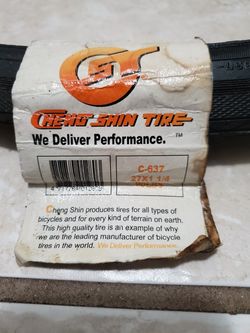 CHENG SHIN TIRE
We Deliver Performance.
TM
C-637
27X1 1/4
Cheng Shin produces tires for all types of
bicycles and for every kind of terrain on earth.
This high quality tire is an example of why
we are the leading manufacturer of bicycle
tires in the world. We Deliver Performance.